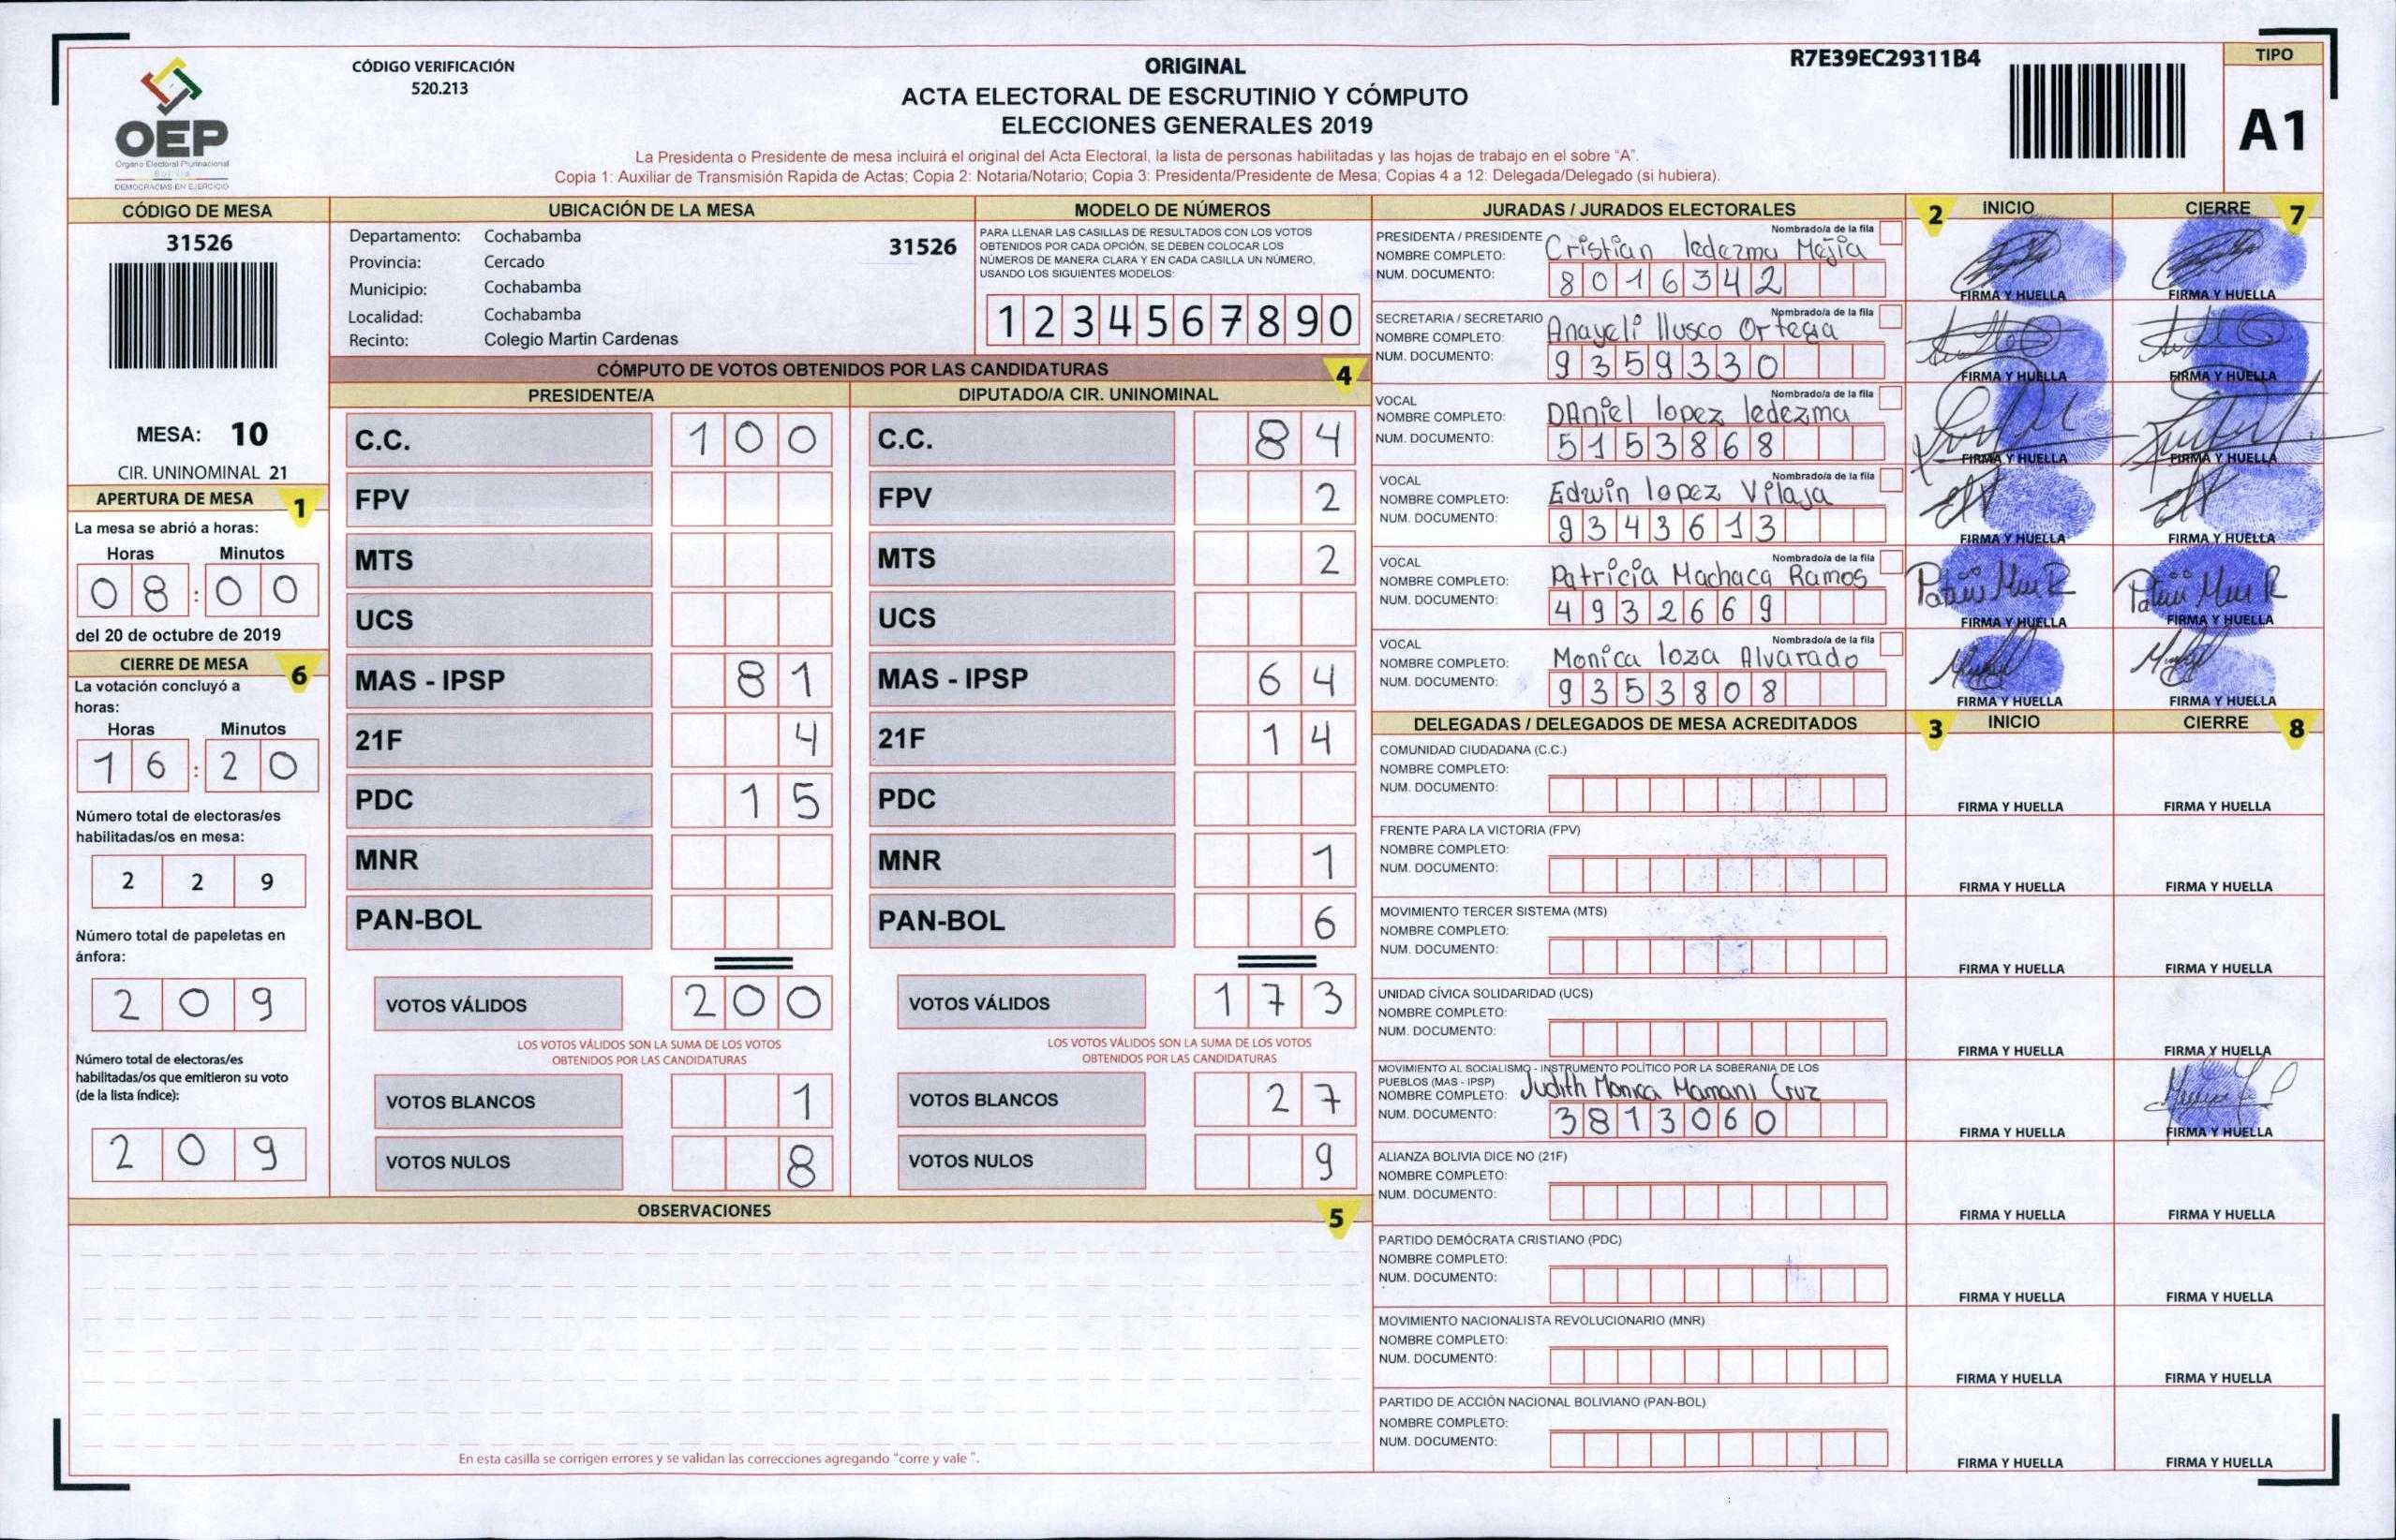 OEP
Órgano Electoral Plurinacional
Bolivia
DEMOCRACIAS EN EJERCICIO
CÓDIGO VERIFICACIÓN
520.213
ORIGINAL
ACTA ELECTORAL DE ESCRUTINIO Y CÓMPUTO
ELECCIONES GENERALES 2019
La Presidenta o Presidente de mesa incluirá el original del Acta Electoral, la lista de personas habilitadas y las hojas de trabajo en el sobre “A”.
Copia 1: Auxiliar de Transmisión Rapida de Actas; Copia 2: Notaria/Notario; Copia 3: Presidenta/Presidente de Mesa; Copias 4 a 12: Delegada/Delegado (si hubiera).
R7E39EC29311B4
TIPO
A1
CÓDIGO DE MESA
31526
MESA: 10
CIR. UNINOMINAL 21
APERTURA DE MESA 1
La mesa se abrió a horas:
Horas Minutos
08:00
del 20 de octubre de 2019
CIERRE DE MESA 6
La votación concluyó a
horas:
Horas Minutos
16:20
Número total de electoras/es
habilitadas/os en mesa:
2 2 9
Número total de papeletas en
ánfora:
2 0 9
Número total de electoras/es
habilitadas/os que emitieron su voto
(de la lista índice):
2 0 9
UBICACIÓN DE LA MESA
Departamento: Cochabamba 31526
Provincia: Cercado
Municipio: Cochabamba
Localidad: Cochabamba
Recinto: Colegio Martin Cardenas
MODELO DE NÚMEROS
PARA LLENAR LAS CASILLAS DE RESULTADOS CON LOS VOTOS
OBTENIDOS POR CADA OPCIÓN, SE DEBEN COLOCAR LOS
NÚMEROS DE MANERA CLARA Y EN CADA CASILLA UN NÚMERO,
USANDO LOS SIGUIENTES MODELOS:
1 2 3 4 5 6 7 8 9 0
CÓMPUTO DE VOTOS OBTENIDOS POR LAS CANDIDATURAS 4
PRESIDENTE/A
C.C. 1 0 0
FPV
MTS
UCS
MAS - IPSP 8 1
21F 4
PDC 1 5
MNR
PAN-BOL
VOTOS VÁLIDOS 2 0 0
LOS VOTOS VÁLIDOS SON LA SUMA DE LOS VOTOS
OBTENIDOS POR LAS CANDIDATURAS
VOTOS BLANCOS 1
VOTOS NULOS 8
DIPUTADO/A CIR. UNINOMINAL
C.C. 8 4
FPV 2
MTS 2
UCS
MAS - IPSP 6 4
21F 1 4
PDC
MNR 1
PAN-BOL 6
VOTOS VÁLIDOS 1 7 3
LOS VOTOS VÁLIDOS SON LA SUMA DE LOS VOTOS
OBTENIDOS POR LAS CANDIDATURAS
VOTOS BLANCOS 2 7
VOTOS NULOS 9
OBSERVACIONES 5
En esta casilla se corrigen errores y se validan las correcciones agregando “corre y vale ”.
JURADAS / JURADOS ELECTORALES 2 INICIO CIERRE 7
PRESIDENTA / PRESIDENTE Nombrado/a de la fila
NOMBRE COMPLETO: Cristian ledezma Mejia
NUM. DOCUMENTO: 8016342
FIRMA Y HUELLA FIRMA Y HUELLA
SECRETARIA / SECRETARIO Nombrado/a de la fila
NOMBRE COMPLETO: Anayeli llusco Ortega
NUM. DOCUMENTO: 9359330
FIRMA Y HUELLA FIRMA Y HUELLA
VOCAL Nombrado/a de la fila
NOMBRE COMPLETO: DAniel lopez ledezma
NUM. DOCUMENTO: 5153868
FIRMA Y HUELLA FIRMA Y HUELLA
VOCAL Nombrado/a de la fila
NOMBRE COMPLETO: Edwin lopez Vilaja
NUM. DOCUMENTO: 9343613
FIRMA Y HUELLA FIRMA Y HUELLA
VOCAL Nombrado/a de la fila
NOMBRE COMPLETO: Patricia Machaca Ramos
NUM. DOCUMENTO: 4932669
FIRMA Y HUELLA FIRMA Y HUELLA
VOCAL Nombrado/a de la fila
NOMBRE COMPLETO: Monica loza Alvarado
NUM. DOCUMENTO: 9353808
FIRMA Y HUELLA FIRMA Y HUELLA
DELEGADAS / DELEGADOS DE MESA ACREDITADOS 3 INICIO CIERRE 8
COMUNIDAD CIUDADANA (C.C.)
NOMBRE COMPLETO:
NUM. DOCUMENTO:
FIRMA Y HUELLA FIRMA Y HUELLA
FRENTE PARA LA VICTORIA (FPV)
NOMBRE COMPLETO:
NUM. DOCUMENTO:
FIRMA Y HUELLA FIRMA Y HUELLA
MOVIMIENTO TERCER SISTEMA (MTS)
NOMBRE COMPLETO:
NUM. DOCUMENTO:
FIRMA Y HUELLA FIRMA Y HUELLA
UNIDAD CÍVICA SOLIDARIDAD (UCS)
NOMBRE COMPLETO:
NUM. DOCUMENTO:
FIRMA Y HUELLA FIRMA Y HUELLA
MOVIMIENTO AL SOCIALISMO - INSTRUMENTO POLÍTICO POR LA SOBERANIA DE LOS
PUEBLOS (MAS - IPSP)
NOMBRE COMPLETO: Judith Monica Mamani Cruz
NUM. DOCUMENTO: 3813060
FIRMA Y HUELLA FIRMA Y HUELLA
ALIANZA BOLIVIA DICE NO (21F)
NOMBRE COMPLETO:
NUM. DOCUMENTO:
FIRMA Y HUELLA FIRMA Y HUELLA
PARTIDO DEMÓCRATA CRISTIANO (PDC)
NOMBRE COMPLETO:
NUM. DOCUMENTO:
FIRMA Y HUELLA FIRMA Y HUELLA
MOVIMIENTO NACIONALISTA REVOLUCIONARIO (MNR)
NOMBRE COMPLETO:
NUM. DOCUMENTO:
FIRMA Y HUELLA FIRMA Y HUELLA
PARTIDO DE ACCIÓN NACIONAL BOLIVIANO (PAN-BOL)
NOMBRE COMPLETO:
NUM. DOCUMENTO:
FIRMA Y HUELLA FIRMA Y HUELLA